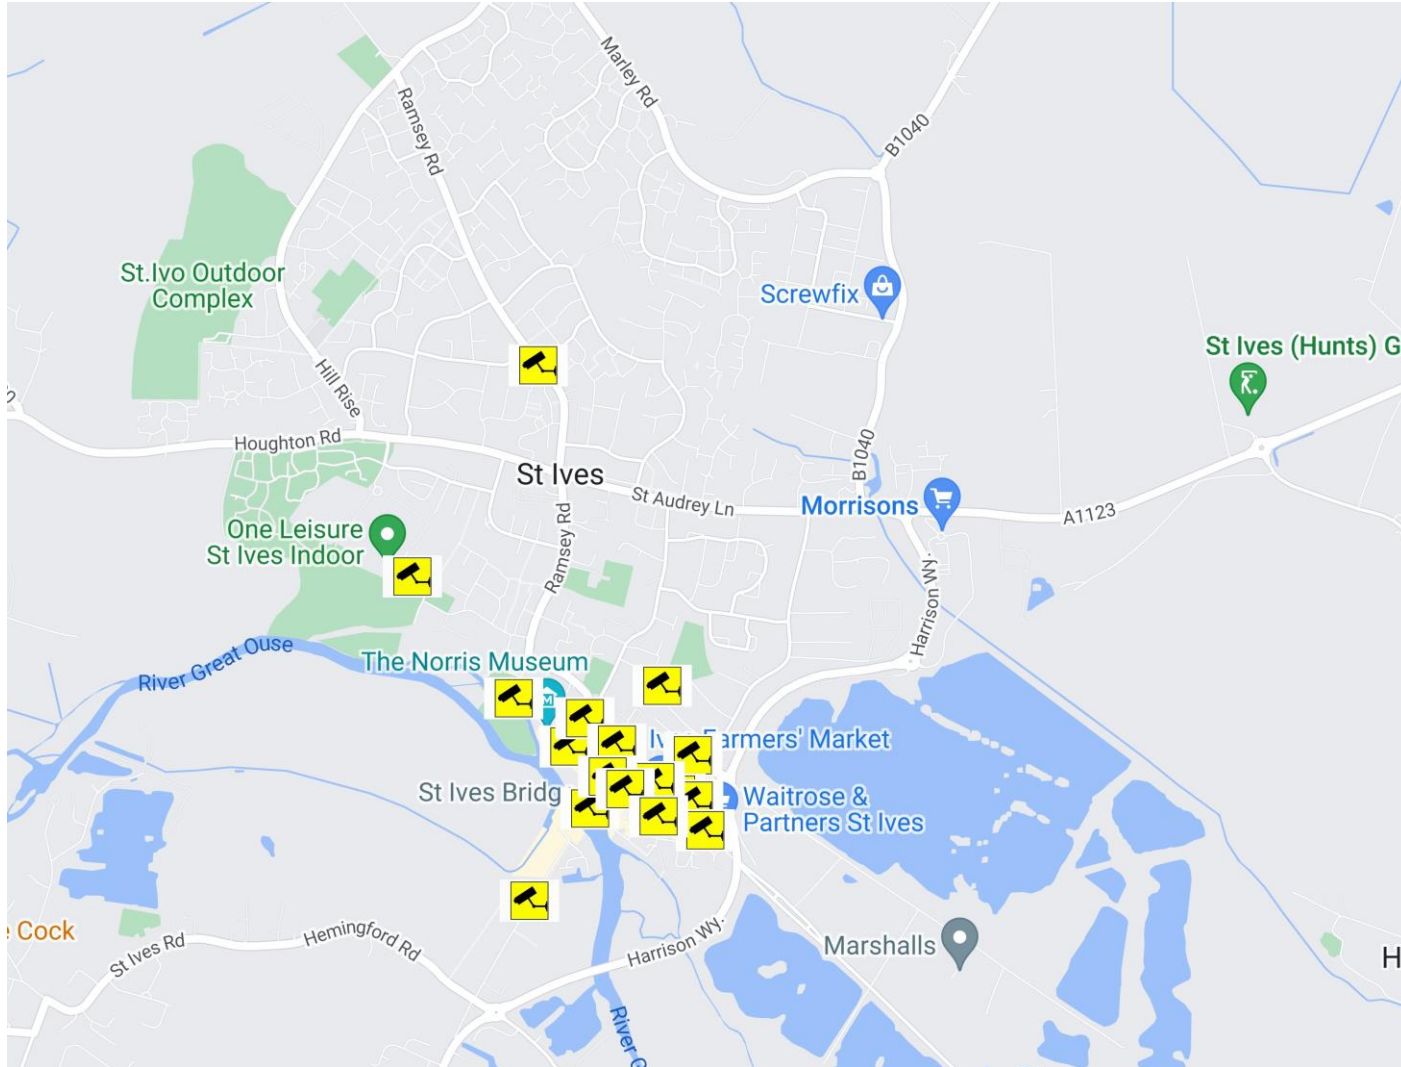 Marley Rd
Ramsey Rd
B1040
St.Ivo Outdoor
Complex
Screwfix
St Ives (Hunts) G
Hill Rise
Houghton Rd
B1040
St Ives
St Audrey Ln
Morrisons
A1123
One Leisure
St Ives Indoor
Ramsey Rd
Harrison Wy.
River Great Ouse
The Norris Museum
Farmers' Market
St Ives Bridg
Waitrose &
Partners St Ives
Cock
St Ives Rd
Hemingford Rd
Harrison Wy.
Marshalls
H
River G